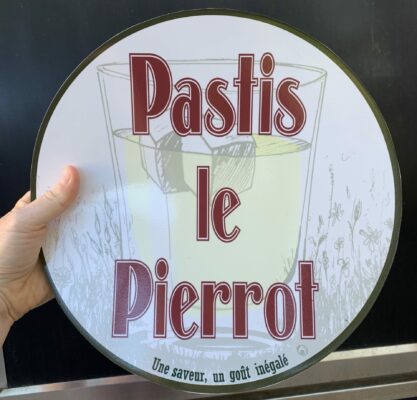 Pastis
le
Pierrot
Une saveur, un goût inégalé